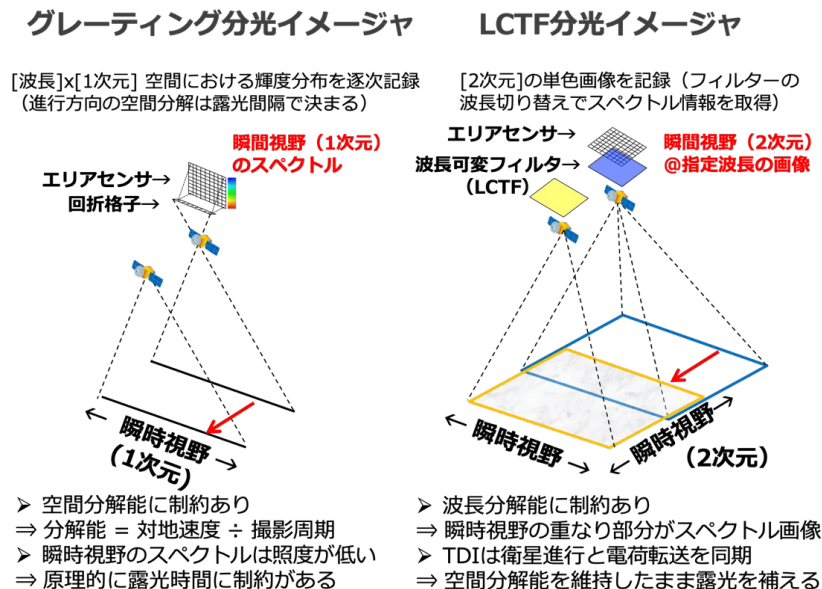 グレーティング分光イメージャ
[波長]x[1次元] 空間における輝度分布を逐次記録
（進行方向の空間分解は露光間隔で決まる）
瞬間視野（1次元）
のスペクトル
エリアセンサ→
回折格子→
← 瞬時視野 →
(1次元)
➢ 空間分解能に制約あり
⇒ 分解能 = 対地速度 ÷ 撮影周期
➢ 瞬時視野のスペクトルは照度が低い
⇒ 原理的に露光時間に制約がある
LCTF分光イメージャ
[2次元]の単色画像を記録（フィルターの
波長切り替えでスペクトル情報を取得）
エリアセンサ→
波長可変フィルタ→
（LCTF）
瞬間視野（2次元）
@指定波長の画像
← 瞬時視野 →
← 瞬時視野→
（2次元）
➢ 波長分解能に制約あり
⇒ 瞬時視野の重なり部分がスペクトル画像
➢ TDIは衛星進行と電荷転送を同期
⇒ 空間分解能を維持したまま露光を補える